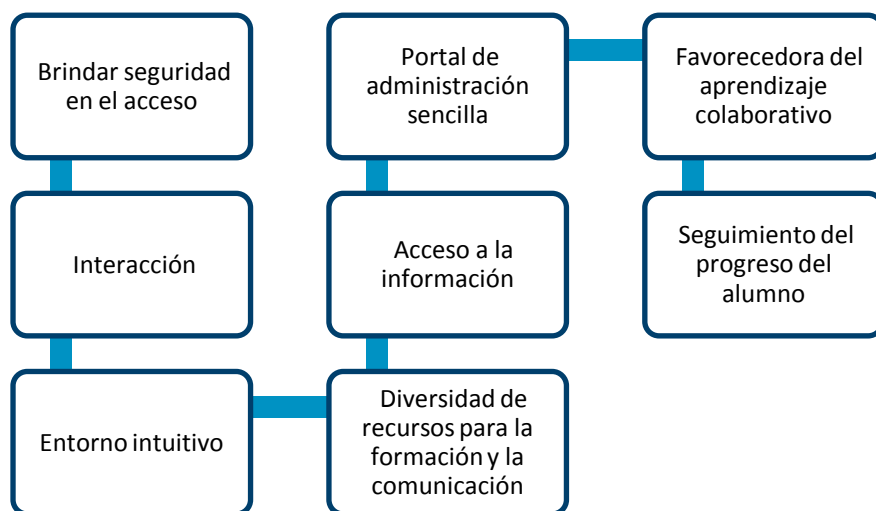 Brindar seguridad
en el acceso
Interacción
Entorno intuitivo
Diversidad de
recursos para la
formación y la
comunicación
Acceso a la
información
Portal de
administración
sencilla
Favorecedora del
aprendizaje
colaborativo
Seguimiento del
progreso del
alumno